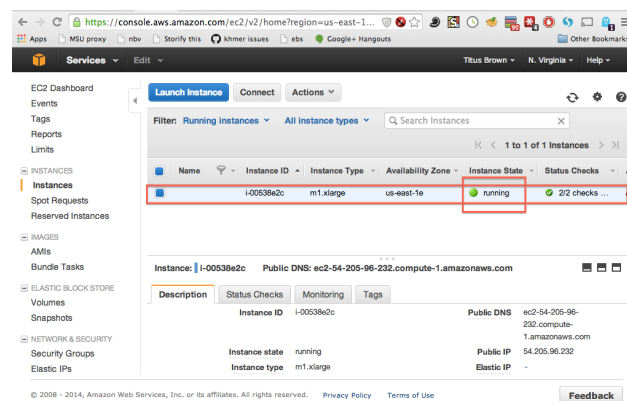 https://console.aws.amazon.com/ec2/v2/home?region=us-east-1...
Apps MSU proxy nbv Storify this khmer issues ebs Google+ Hangouts Other Bookmarks
Services Edit Titus Brown N. Virginia Help
EC2 Dashboard
Events
Tags
Reports
Limits
INSTANCES
Instances
Spot Requests
Reserved Instances
IMAGES
AMIs
Bundle Tasks
ELASTIC BLOCK STORE
Volumes
Snapshots
NETWORK & SECURITY
Security Groups
Elastic IPs
Launch Instance Connect Actions
Filter: Running instances All instance types Search Instances
1 to 1 of 1 Instances
Name Instance ID Instance Type Availability Zone Instance State Status Checks
i-00538e2c m1.xlarge us-east-1e running 2/2 checks ...
Instance: i-00538e2c Public DNS: ec2-54-205-96-232.compute-1.amazonaws.com
Description Status Checks Monitoring Tags
Instance ID i-00538e2c Public DNS ec2-54-205-96-
232.compute-
1.amazonaws.com
Instance state running Public IP 54.205.96.232
Instance type m1.xlarge Elastic IP -
© 2008 - 2014, Amazon Web Services, Inc. or its affiliates. All rights reserved. Privacy Policy Terms of Use Feedback